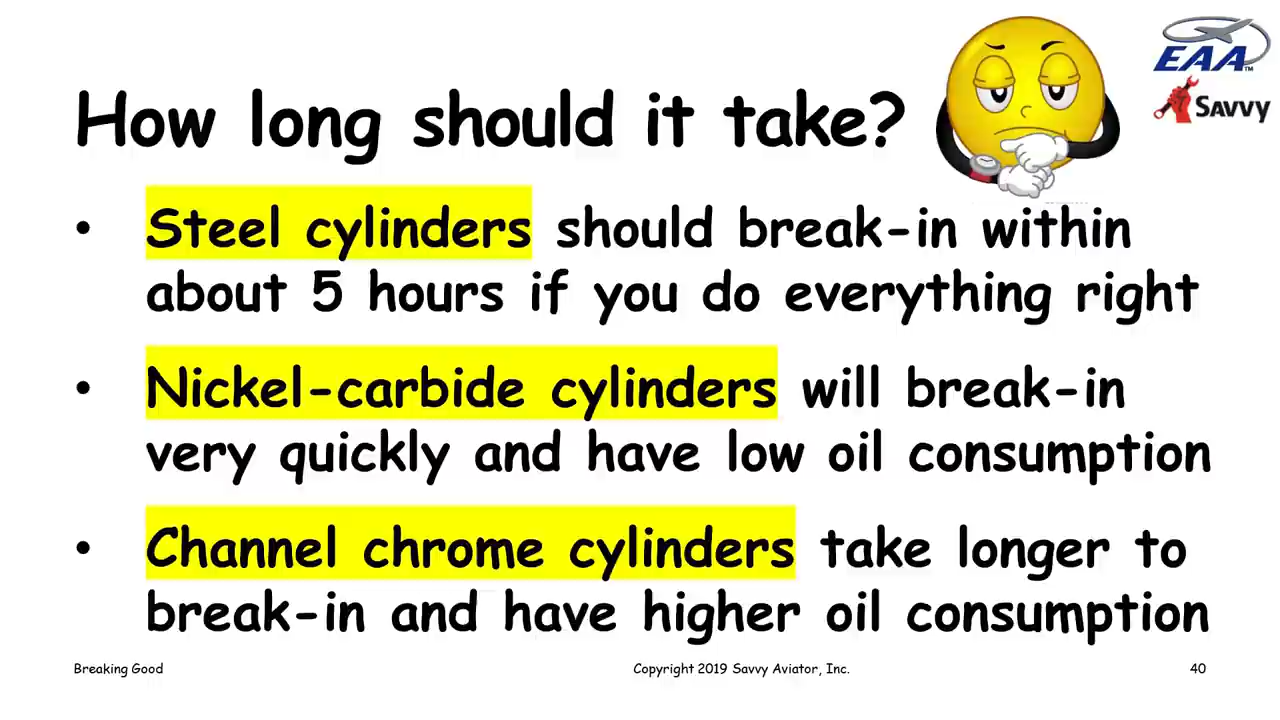 EAA™
Savvy
How long should it take?
• Steel cylinders should break-in within
about 5 hours if you do everything right
• Nickel-carbide cylinders will break-in
very quickly and have low oil consumption
• Channel chrome cylinders take longer to
break-in and have higher oil consumption
Breaking Good Copyright 2019 Savvy Aviator, Inc. 40